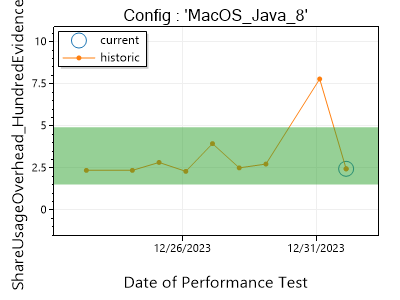 Config : 'MacOS_Java_8'
ShareUsageOverhead_HundredEvidence
current
historic
10
7.5
5
2.5
0
12/26/2023
12/31/2023
Date of Performance Test